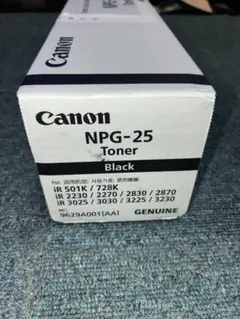 Canon
Canon
NPG-25
Toner
Black
iR 501K / 728K
iR 2230 / 2270 / 2830 / 2870
iR 3025 / 3030 / 3225 / 3230
9629A001[AA]
GENUINE